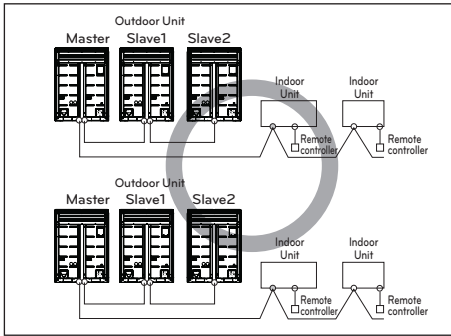 Outdoor Unit
Master Slave1 Slave2
Indoor Unit
Indoor Unit
Remote controller
Remote controller
Outdoor Unit
Master Slave1 Slave2
Indoor Unit
Indoor Unit
Remote controller
Remote controller